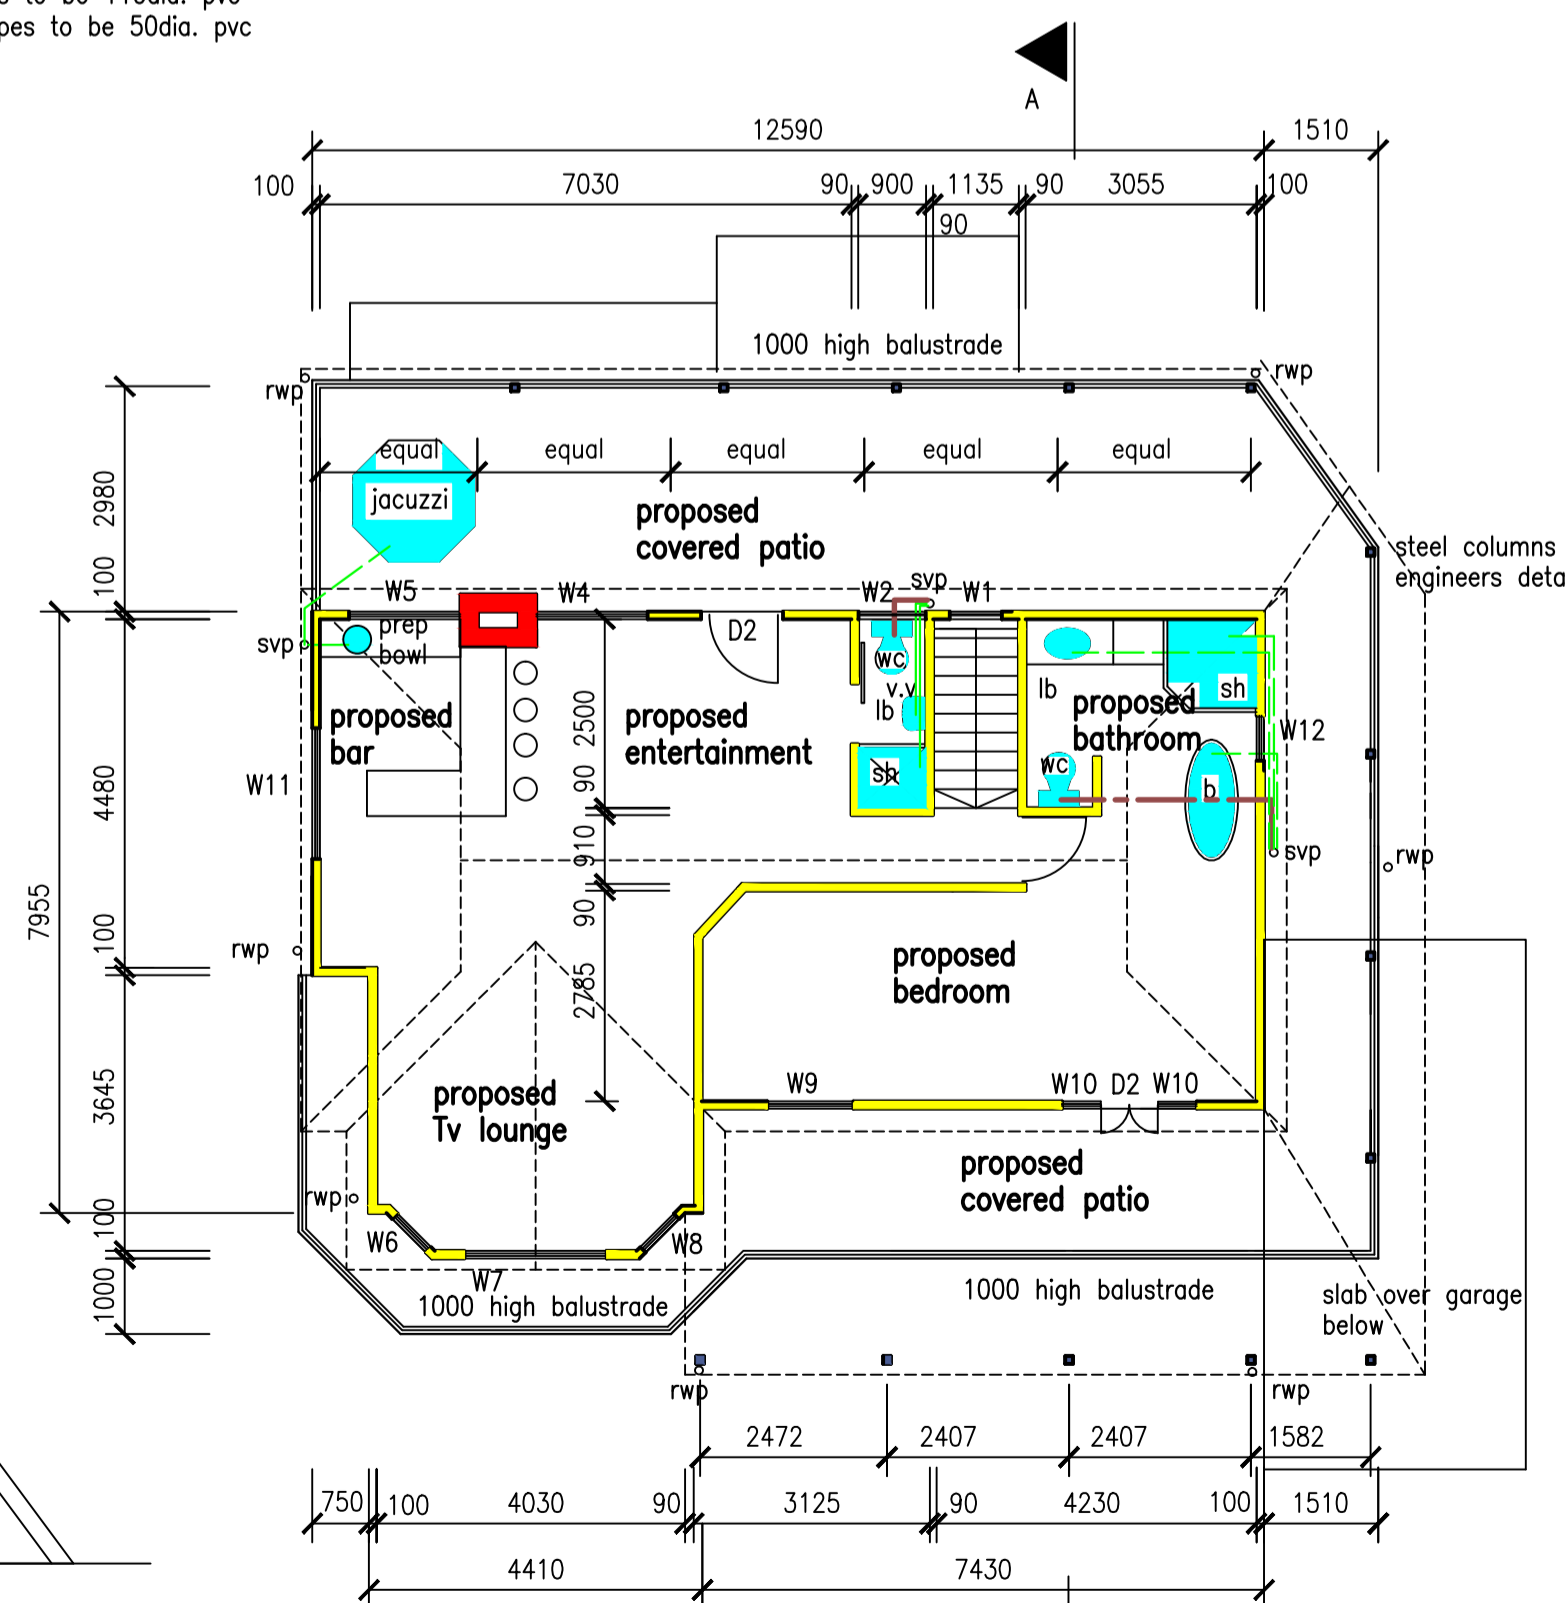 pes to be 50dia. pvc
A
12590
1510
100
7030
90
900
1135
90
3055
100
90
1000 high balustrade
rwp
rwp
equal
equal
equal
equal
equal
jacuzzi
2980
proposed
covered patio
steel columns
engineers deta
100
W5
W4
W2
svp
W1
svp
prep
bowl
D2
wc
v.v
lb
lb
sh
proposed
bar
proposed
entertainment
2500
proposed
bathroom
W12
W11
4480
90
sh
wc
b
910
svp
rwp
7955
100
90
rwp
proposed
bedroom
2785
3645
proposed
Tv lounge
W9
W10
D2
W10
proposed
covered patio
rwp
100
W6
W8
W7
1000
1000 high balustrade
1000 high balustrade
slab over garage
below
rwp
rwp
2472
2407
2407
1582
750
100
4030
90
3125
90
4230
100
1510
4410
7430